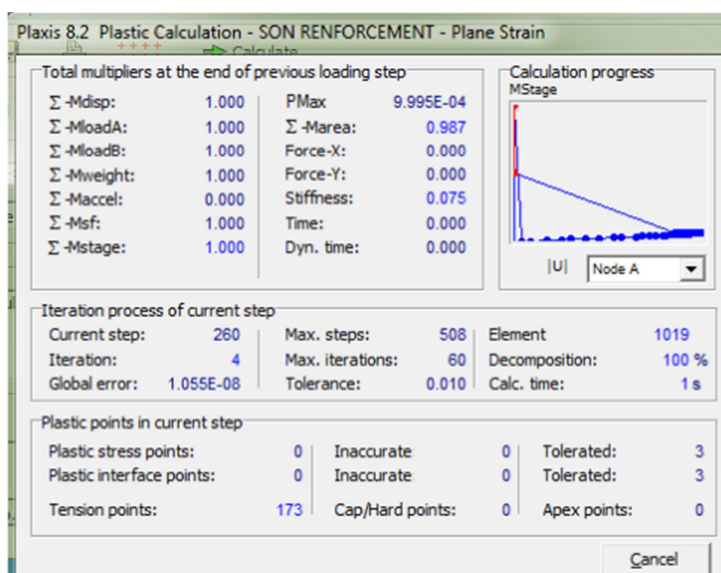 Plaxis 8.2 Plastic Calculation - SON RENFORCEMENT - Plane Strain
Calculate
Total multipliers at the end of previous loading step
Σ -Mdisp: 1.000 PMax 9.995E-04
Σ -MloadA: 1.000 Σ -Marea: 0.987
Σ -MloadB: 1.000 Force-X: 0.000
Σ -Mweight: 1.000 Force-Y: 0.000
Σ -Maccel: 0.000 Stiffness: 0.075
Σ -Msf: 1.000 Time: 0.000
Σ -Mstage: 1.000 Dyn. time: 0.000
Calculation progress
MStage
|U| Node A
Iteration process of current step
Current step: 260 Max. steps: 508 Element 1019
Iteration: 4 Max. iterations: 60 Decomposition: 100 %
Global error: 1.055E-08 Tolerance: 0.010 Calc. time: 1 s
Plastic points in current step
Plastic stress points: 0 Inaccurate 0 Tolerated: 3
Plastic interface points: 0 Inaccurate 0 Tolerated: 3
Tension points: 173 Cap/Hard points: 0 Apex points: 0
Cancel